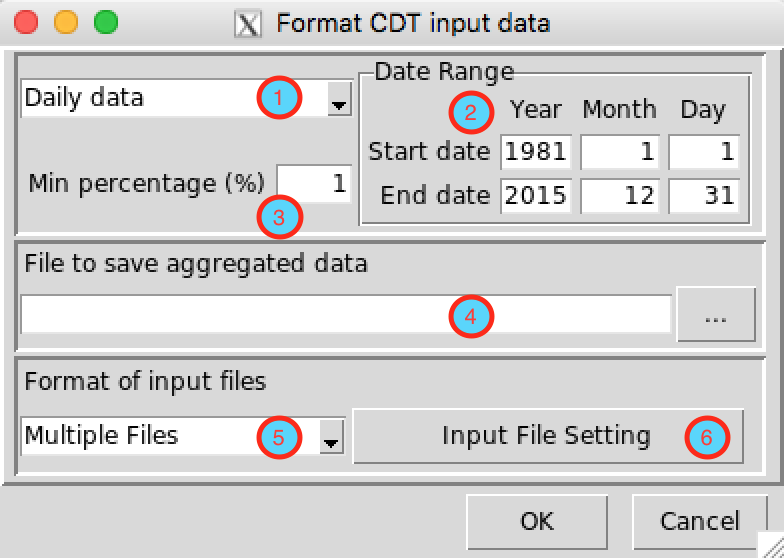 Format CDT input data
Daily data 1
Date Range
2 Year Month Day
Start date 1981 1 1
Min percentage (%) 1
End date 2015 12 31
3
File to save aggregated data
4 ...
Format of input files
Multiple Files 5 Input File Setting 6
OK Cancel